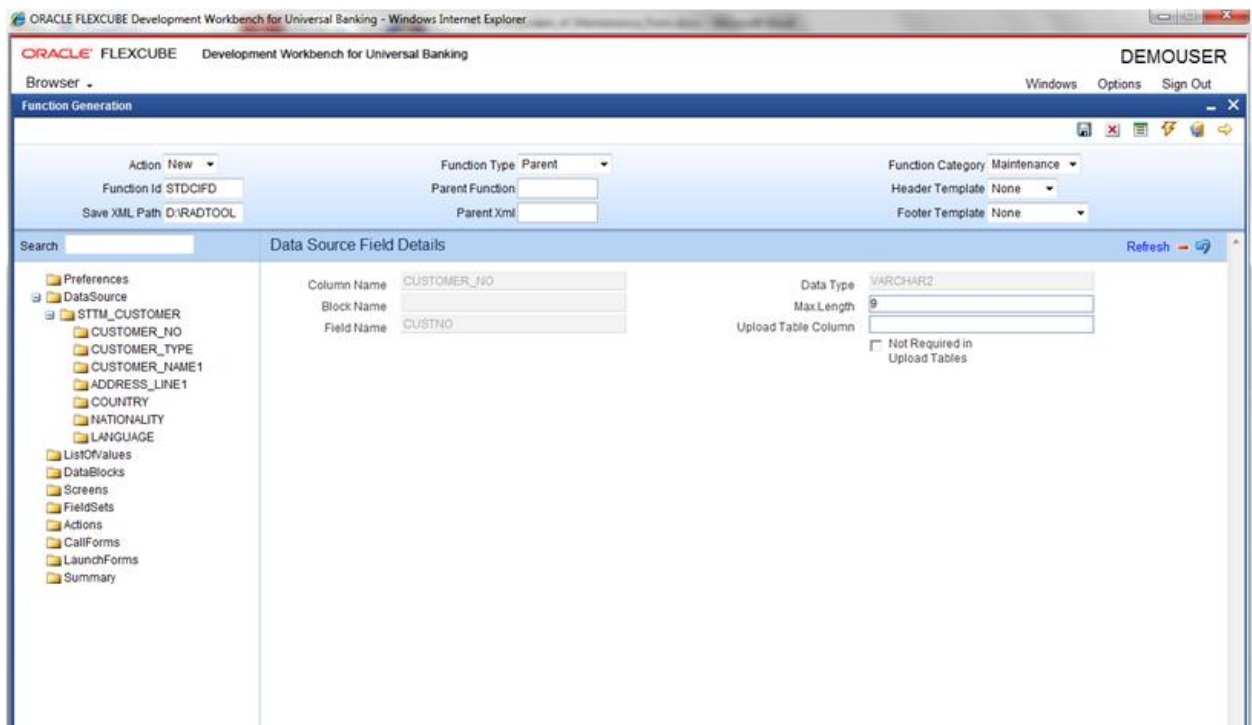 ORACLE FLEXCUBE Development Workbench for Universal Banking - Windows Internet Explorer
ORACLE FLEXCUBE Development Workbench for Universal Banking DEMOUSER
Browser Windows Options Sign Out
Function Generation
Action New Function Type Parent Function Category Maintenance
Function Id STDCIFD Parent Function Header Template None
Save XML Path D:\RADTOOL Parent Xml Footer Template None
Search Data Source Field Details Refresh
Preferences Column Name CUSTOMER_NO Data Type VARCHAR2
DataSource Block Name Max.Length 9
STTM_CUSTOMER Field Name CUSTNO Upload Table Column
CUSTOMER_NO Not Required in
CUSTOMER_TYPE Upload Tables
CUSTOMER_NAME1
ADDRESS_LINE1
COUNTRY
NATIONALITY
LANGUAGE
ListOfValues
DataBlocks
Screens
FieldSets
Actions
CallForms
LaunchForms
Summary